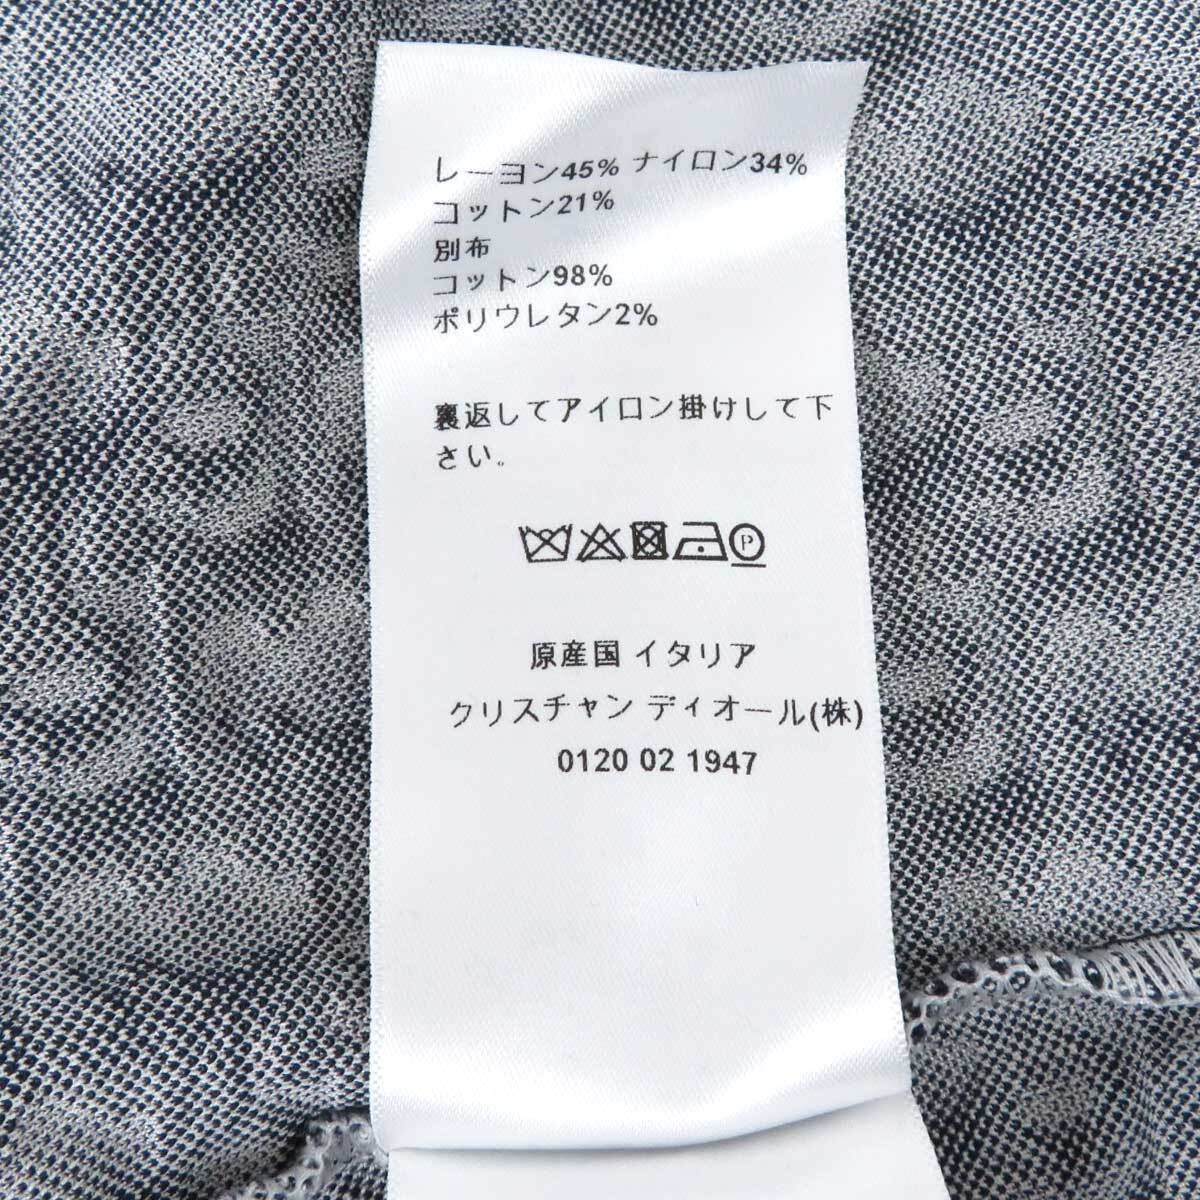 レーヨン45% ナイロン34%
コットン21%
別布
コットン98%
ポリウレタン2%
裏返してアイロン掛けして下
さい。
P
原産国 イタリア
クリスチャン ディオール(株)
0120 02 1947